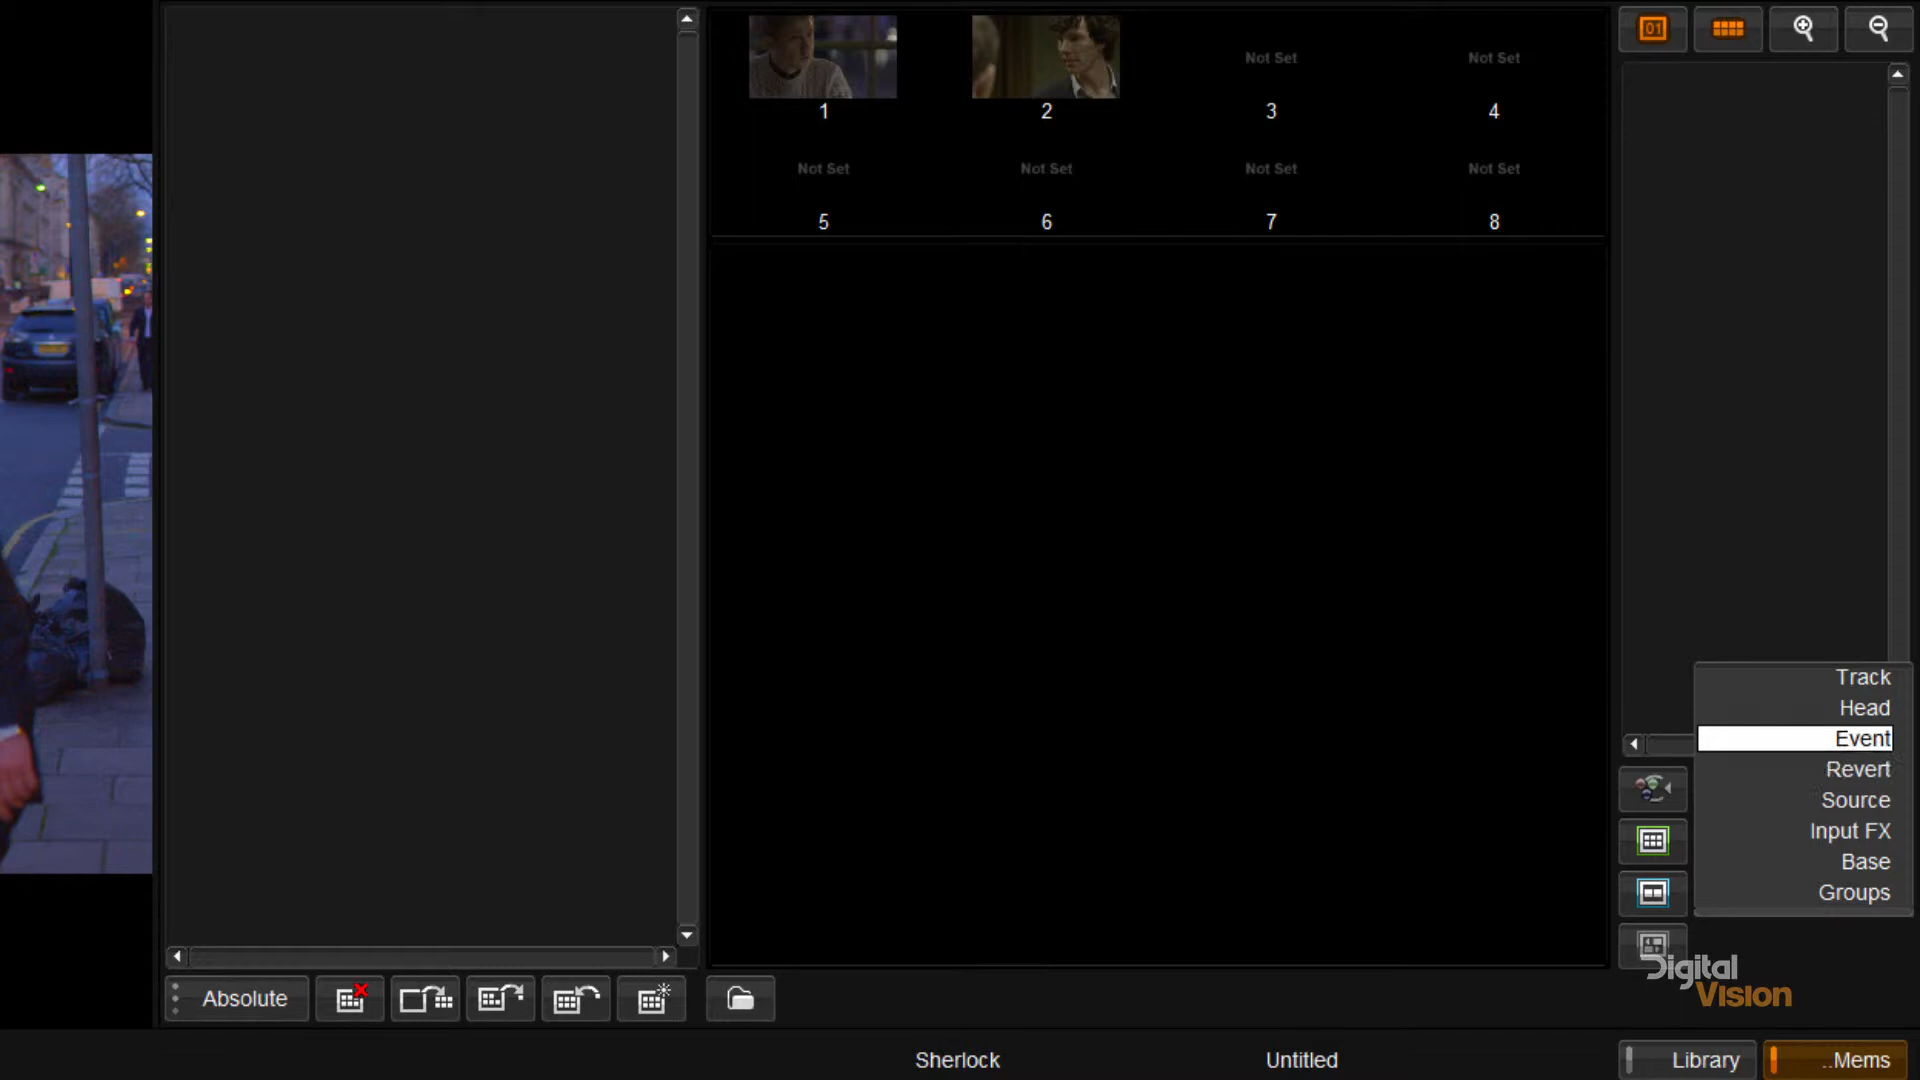 01
Not Set
Not Set
1
2
3
4
Not Set
Not Set
Not Set
Not Set
5
6
7
8
Track
Head
Event
Revert
Source
Input FX
Base
Groups
Digital
Vision
Absolute
Sherlock
Untitled
Library
..Mems